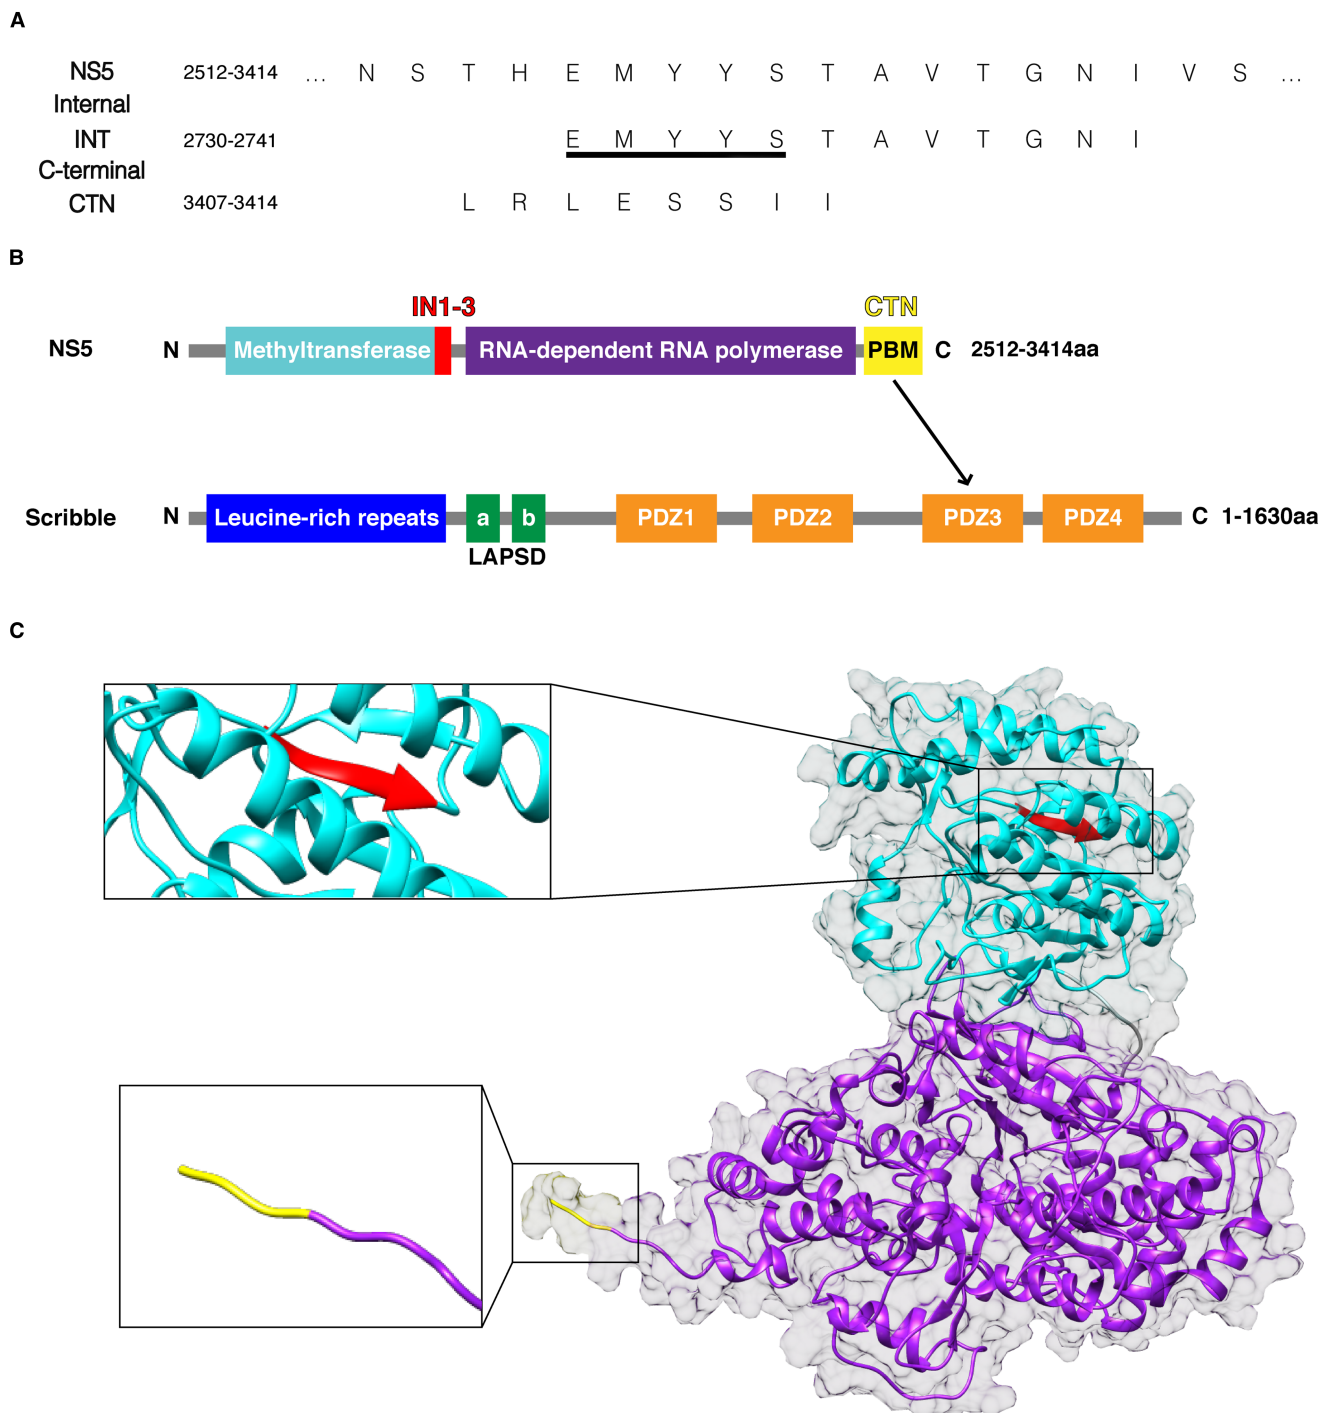 A
NS5 2512-3414 ... N S T H E M Y Y S T A V T G N I V S ...
Internal
INT 2730-2741 E M Y Y S T A V T G N I
C-terminal
CTN 3407-3414 L R L E S S I I
B
IN1-3 CTN
NS5 N Methyltransferase RNA-dependent RNA polymerase PBM C 2512-3414aa
Scribble N Leucine-rich repeats a b PDZ1 PDZ2 PDZ3 PDZ4 C 1-1630aa
LAPSD
C